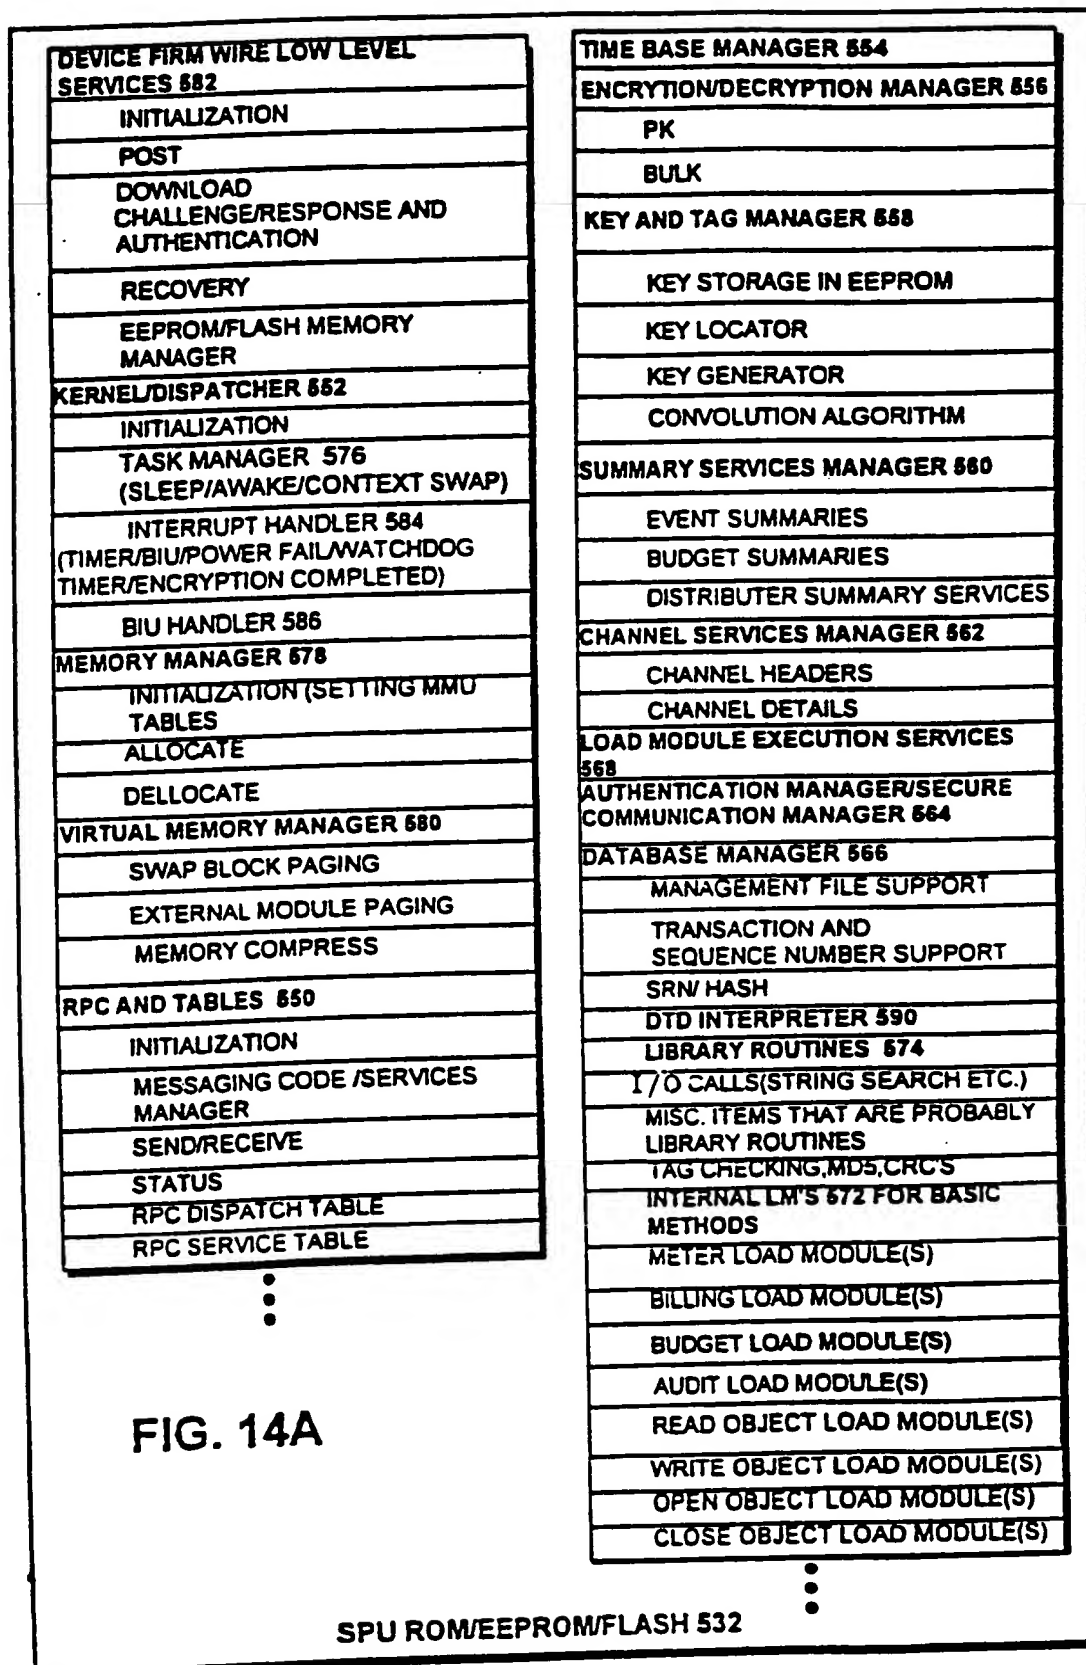 DEVICE FIRM WIRE LOW LEVEL
SERVICES 582
INITIALIZATION
POST
DOWNLOAD
CHALLENGE/RESPONSE AND
AUTHENTICATION
RECOVERY
EEPROM/FLASH MEMORY
MANAGER
KERNEL/DISPATCHER 552
INITIALIZATION
TASK MANAGER 576
(SLEEP/AWAKE/CONTEXT SWAP)
INTERRUPT HANDLER 584
(TIMER/BIU/POWER FAIL/WATCHDOG
TIMER/ENCRYPTION COMPLETED)
BIU HANDLER 586
MEMORY MANAGER 578
INITIALIZATION (SETTING MMU
TABLES
ALLOCATE
DELLOCATE
VIRTUAL MEMORY MANAGER 580
SWAP BLOCK PAGING
EXTERNAL MODULE PAGING
MEMORY COMPRESS
RPC AND TABLES 550
INITIALIZATION
MESSAGING CODE /SERVICES
MANAGER
SEND/RECEIVE
STATUS
RPC DISPATCH TABLE
RPC SERVICE TABLE
TIME BASE MANAGER 554
ENCRYTION/DECRYPTION MANAGER 556
PK
BULK
KEY AND TAG MANAGER 558
KEY STORAGE IN EEPROM
KEY LOCATOR
KEY GENERATOR
CONVOLUTION ALGORITHM
SUMMARY SERVICES MANAGER 560
EVENT SUMMARIES
BUDGET SUMMARIES
DISTRIBUTER SUMMARY SERVICES
CHANNEL SERVICES MANAGER 562
CHANNEL HEADERS
CHANNEL DETAILS
LOAD MODULE EXECUTION SERVICES
568
AUTHENTICATION MANAGER/SECURE
COMMUNICATION MANAGER 564
DATABASE MANAGER 566
MANAGEMENT FILE SUPPORT
TRANSACTION AND
SEQUENCE NUMBER SUPPORT
SRN/ HASH
DTD INTERPRETER 590
LIBRARY ROUTINES 574
I/O CALLS(STRING SEARCH ETC.)
MISC. ITEMS THAT ARE PROBABLY
LIBRARY ROUTINES
TAG CHECKING,MD5,CRC'S
INTERNAL LM'S 572 FOR BASIC
METHODS
METER LOAD MODULE(S)
BILLING LOAD MODULE(S)
BUDGET LOAD MODULE(S)
AUDIT LOAD MODULE(S)
READ OBJECT LOAD MODULE(S)
WRITE OBJECT LOAD MODULE(S)
OPEN OBJECT LOAD MODULE(S)
CLOSE OBJECT LOAD MODULE(S)
FIG. 14A
SPU ROM/EEPROM/FLASH 532